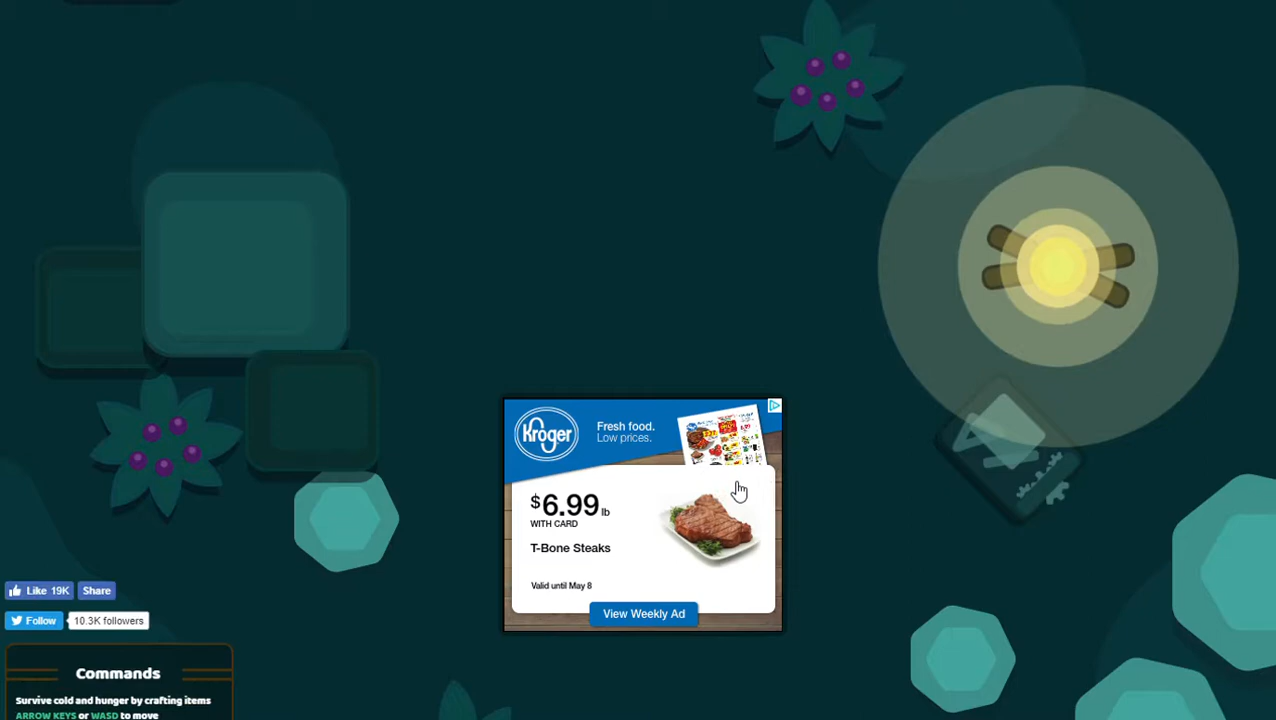 Kroger
Fresh food.
Low prices.
$6.99 lb
WITH CARD
T-Bone Steaks
Valid until May 8
View Weekly Ad
Like 19K Share
Follow 10.3K followers
Commands
Survive cold and hunger by crafting items
ARROW KEYS or WASD to move